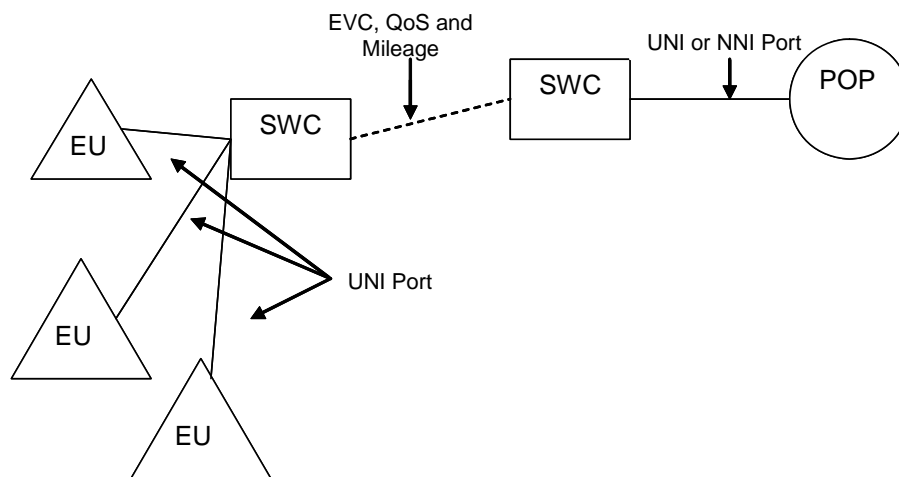 EVC, QoS and
Mileage
UNI or NNI Port
POP
SWC
SWC
EU
UNI Port
EU
EU